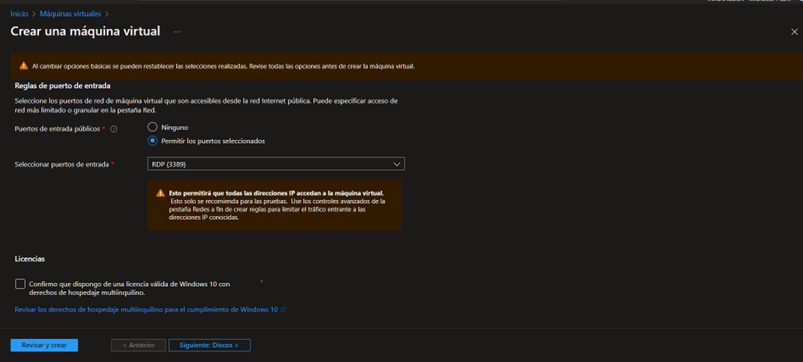 Inicio > Máquinas virtuales >
Crear una máquina virtual ...
Al cambiar opciones básicas se pueden restablecer las selecciones realizadas. Revise todas las opciones antes de crear la máquina virtual.
Reglas de puerto de entrada
Seleccione los puertos de red de máquina virtual que son accesibles desde la red Internet pública. Puede especificar acceso de
red más limitado o granular en la pestaña Red.
Puertos de entrada públicos *
Ninguno
Permitir los puertos seleccionados
Seleccionar puertos de entrada *
RDP (3389)
Esto permitirá que todas las direcciones IP accedan a la máquina virtual.
Esto solo se recomienda para las pruebas. Use los controles avanzados de la
pestaña Redes a fin de crear reglas para limitar el tráfico entrante a las
direcciones IP conocidas.
Licencias
Confirmo que dispongo de una licencia válida de Windows 10 con *
derechos de hospedaje multiinquilino.
Revisar los derechos de hospedaje multiinquilino para el cumplimiento de Windows 10
Revisar y crear
< Anterior
Siguiente: Discos >